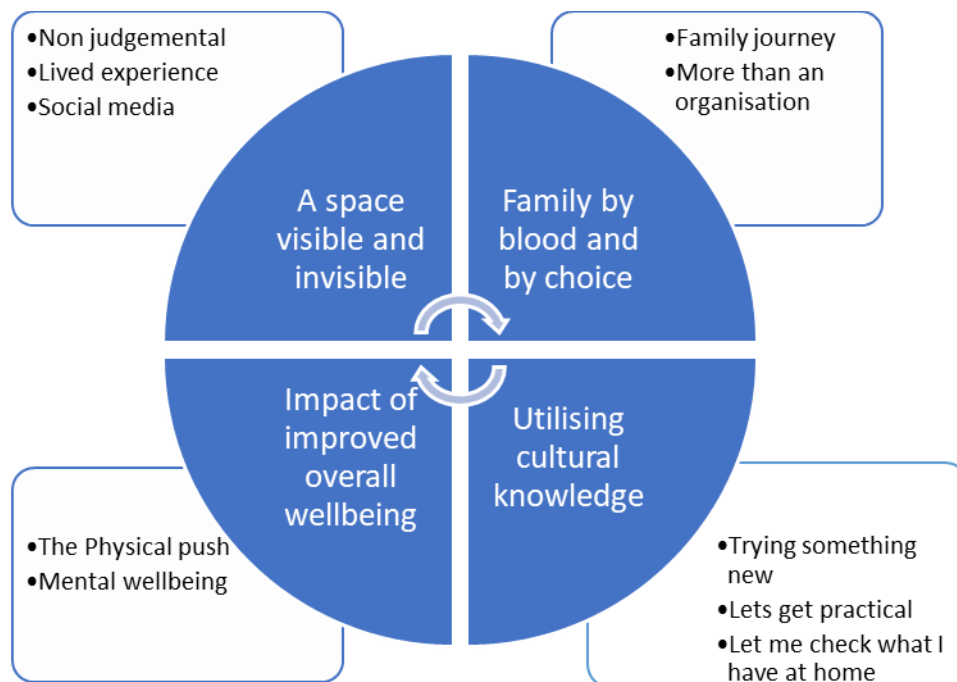 •Non judgemental
•Lived experience
•Social media
•Family journey
•More than an
organisation
A space
visible and
invisible
Family by
blood and
by choice
Impact of
improved
overall
wellbeing
Utilising
cultural
knowledge
•The Physical push
•Mental wellbeing
•Trying something
new
•Lets get practical
•Let me check what I
have at home